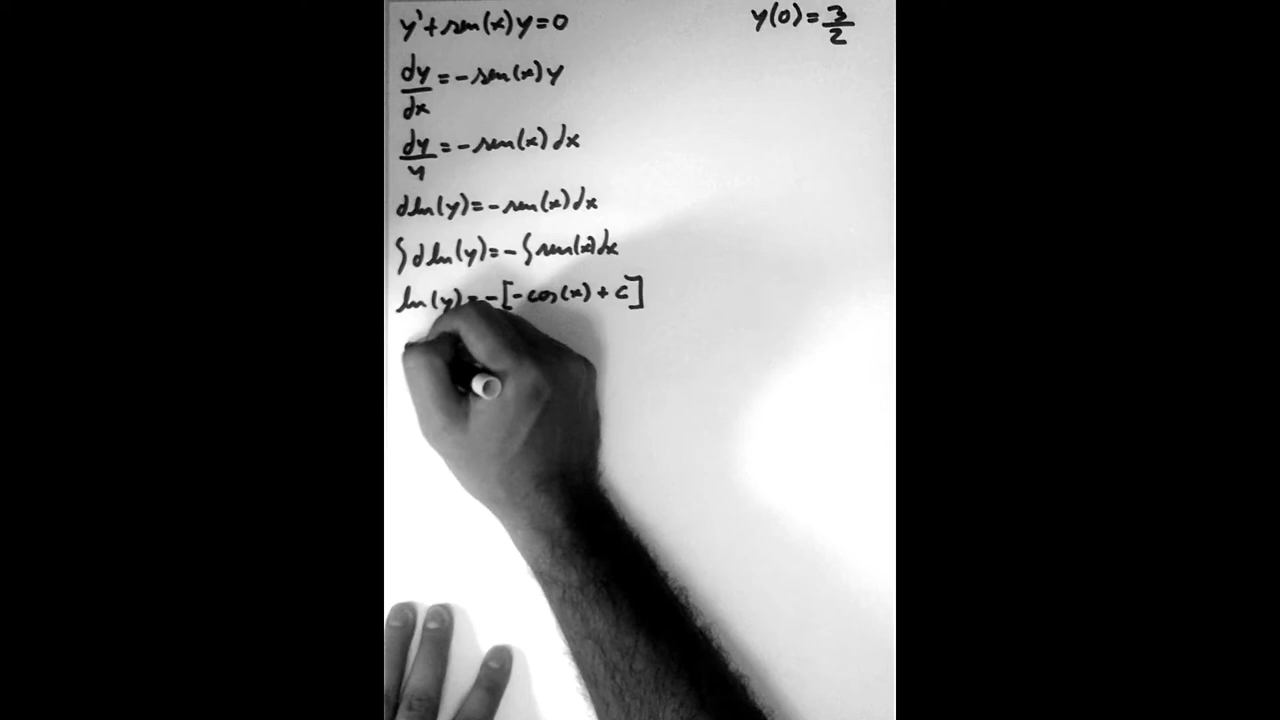 y' + sen(x) y = 0
y(0) = 3/2
dy/dx = - sen(x) y
dy/y = - sen(x) dx
d ln(y) = - sen(x) dx
∫ d ln(y) = - ∫ sen(x) dx
ln(y) = - [- cos(x) + c]